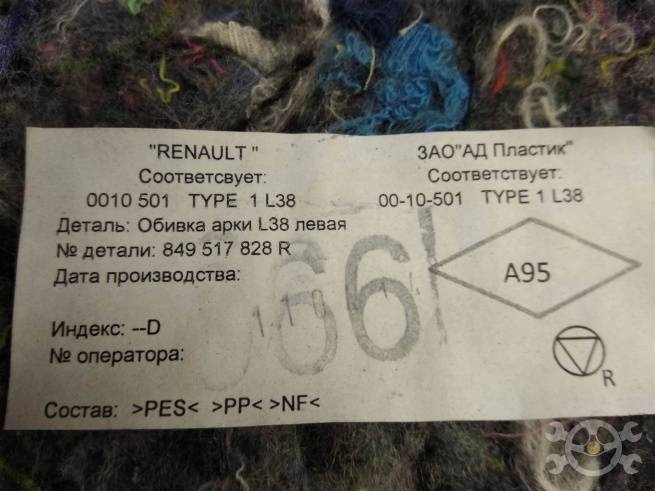 "RENAULT "
Соответсвует:
0010 501 TYPE 1 L38
ЗАО"АД Пластик"
Соответствует:
00-10-501 TYPE 1 L38
Деталь: Обивка арки L38 левая
№ детали: 849 517 828 R
Дата производства:
Индекс: --D
№ оператора:
Состав: >PES< >PP< >NF<
A95
R